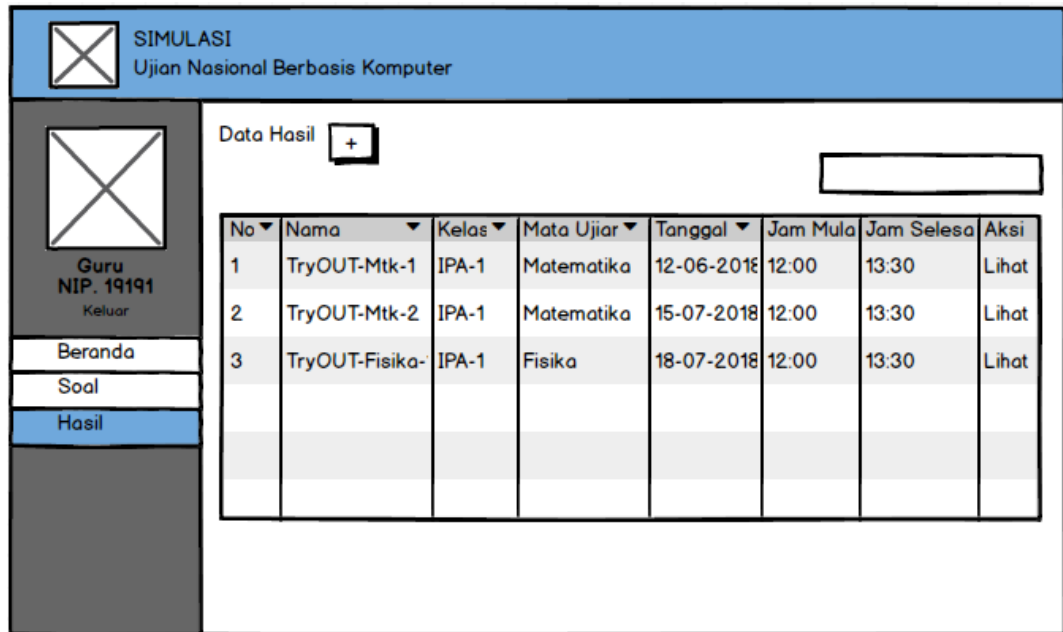 SIMULASI
Ujian Nasional Berbasis Komputer
Guru
NIP. 19191
Keluar
Beranda
Soal
Hasil
Data Hasil +
No Nama Kelas Mata Ujiar Tanggal Jam Mula Jam Selesa Aksi
1 TryOUT-Mtk-1 IPA-1 Matematika 12-06-2018 12:00 13:30 Lihat
2 TryOUT-Mtk-2 IPA-1 Matematika 15-07-2018 12:00 13:30 Lihat
3 TryOUT-Fisika- IPA-1 Fisika 18-07-2018 12:00 13:30 Lihat